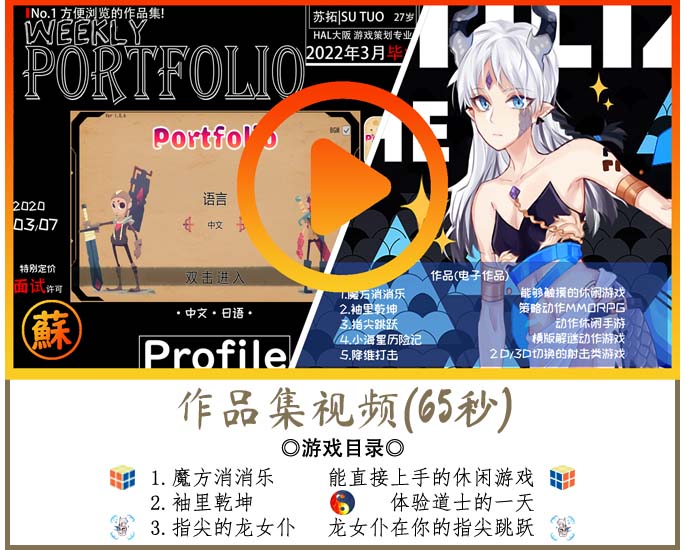 No.1 方便浏览的作品集!
WEEKLY
PORTFOLIO
苏拓|SU TUO 27岁
HAL大阪 游戏策划专业
2022年3月毕
Ver 1.0.6
BGM
Portfolio
语言
中文
双击进入
2020
03/07
特别定价
面试许可
蘇
・中文・日语・
Profile
作品(电子作品)
1.魔方消消乐 能够触摸的休闲游戏
2.袖里乾坤 策略动作MMORPG
3.指尖跳跃 动作休闲手游
4.小海星历险记 横版解谜动作游戏
5.降维打击 2D/3D切换的射击类游戏
作品集视频(65秒)
◎游戏目录◎
1.魔方消消乐 能直接上手的休闲游戏
2.袖里乾坤 体验道士的一天
3.指尖的龙女仆 龙女仆在你的指尖跳跃